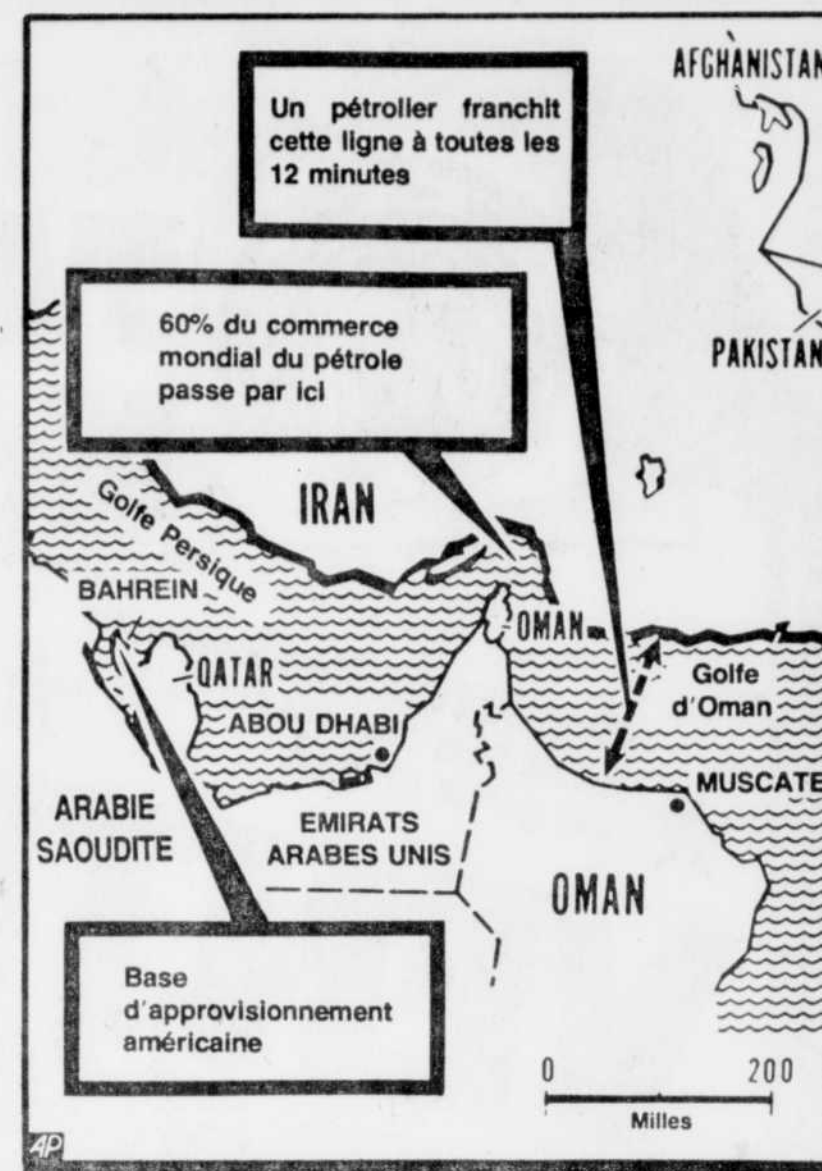 AFGHANISTAN
Un pétrolier franchit
cette ligne à toutes les
12 minutes
60% du commerce
mondial du pétrole
passe par ici
PAKISTAN
IRAN
Golfe Persique
BAHREIN
OMAN
QATAR
Golfe
d'Oman
ABOU DHABI
MUSCATE
ARABIE
SAOUDITE
EMIRATS
ARABES UNIS
OMAN
Base
d'approvisionnement
américaine
0 200
Milles
AP